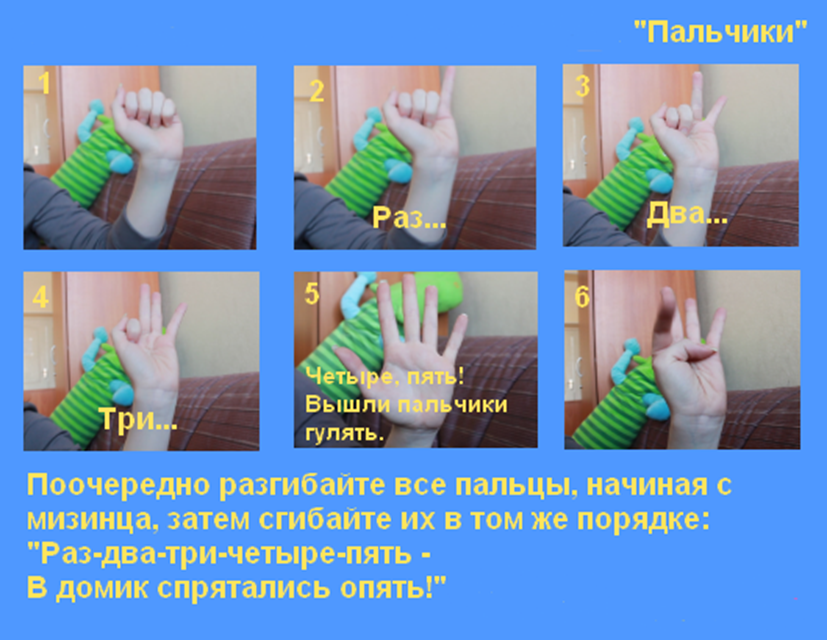 "Пальчики"
1
2
Раз...
3
Два...
4
Три...
5
Четыре, пять!
Вышли пальчики
гулять.
6
Поочередно разгибайте все пальцы, начиная с
мизинца, затем сгибайте их в том же порядке:
"Раз-два-три-четыре-пять -
В домик спрятались опять!"